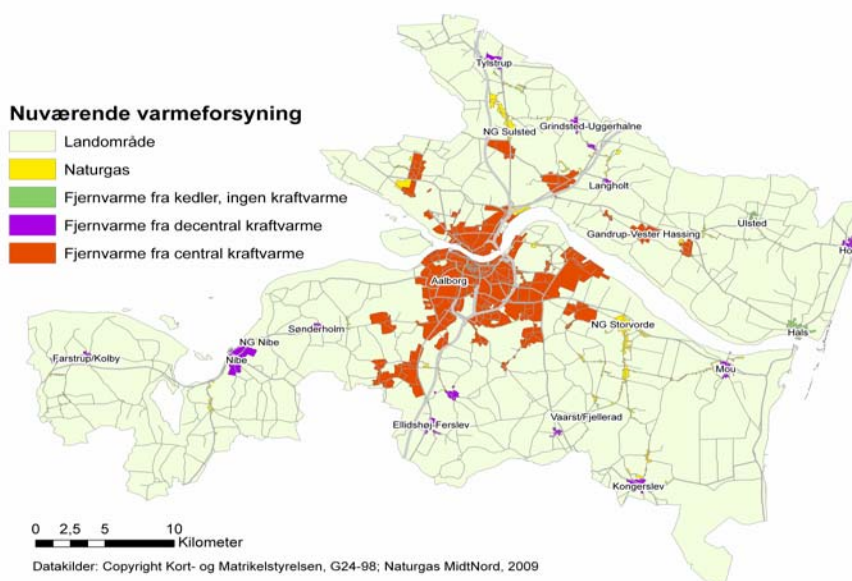 Nuværende varmeforsyning
Landområde
Naturgas
Fjernvarme fra kedler, ingen kraftvarme
Fjernvarme fra decentral kraftvarme
Fjernvarme fra central kraftvarme
Tylstrup
NG Sulsted
Grindsted-Uggerhalne
Langholt
Ulsted
Gandrup-Vester Hassing
Ho
Aalborg
Hals
NG Storvorde
Sønderholm
NG Nibe
Nibe
Farstrup/Kolby
Mou
Vaarst/Fjellerad
Ellidshøj-Ferslev
Kongerslev
0 2,5 5 10
Kilometer
Datakilder: Copyright Kort- og Matrikelstyrelsen, G24-98; Naturgas MidtNord, 2009